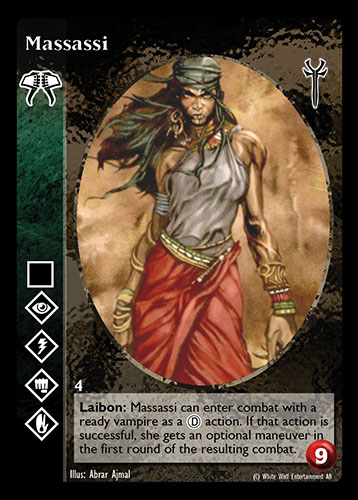 Massassi
4
Laibon: Massassi can enter combat with a
ready vampire as a Ⓓ action. If that action is
successful, she gets an optional maneuver in
the first round of the resulting combat.
9
Illus: Abrar Ajmal
(C) White Wolf Entertainment AB